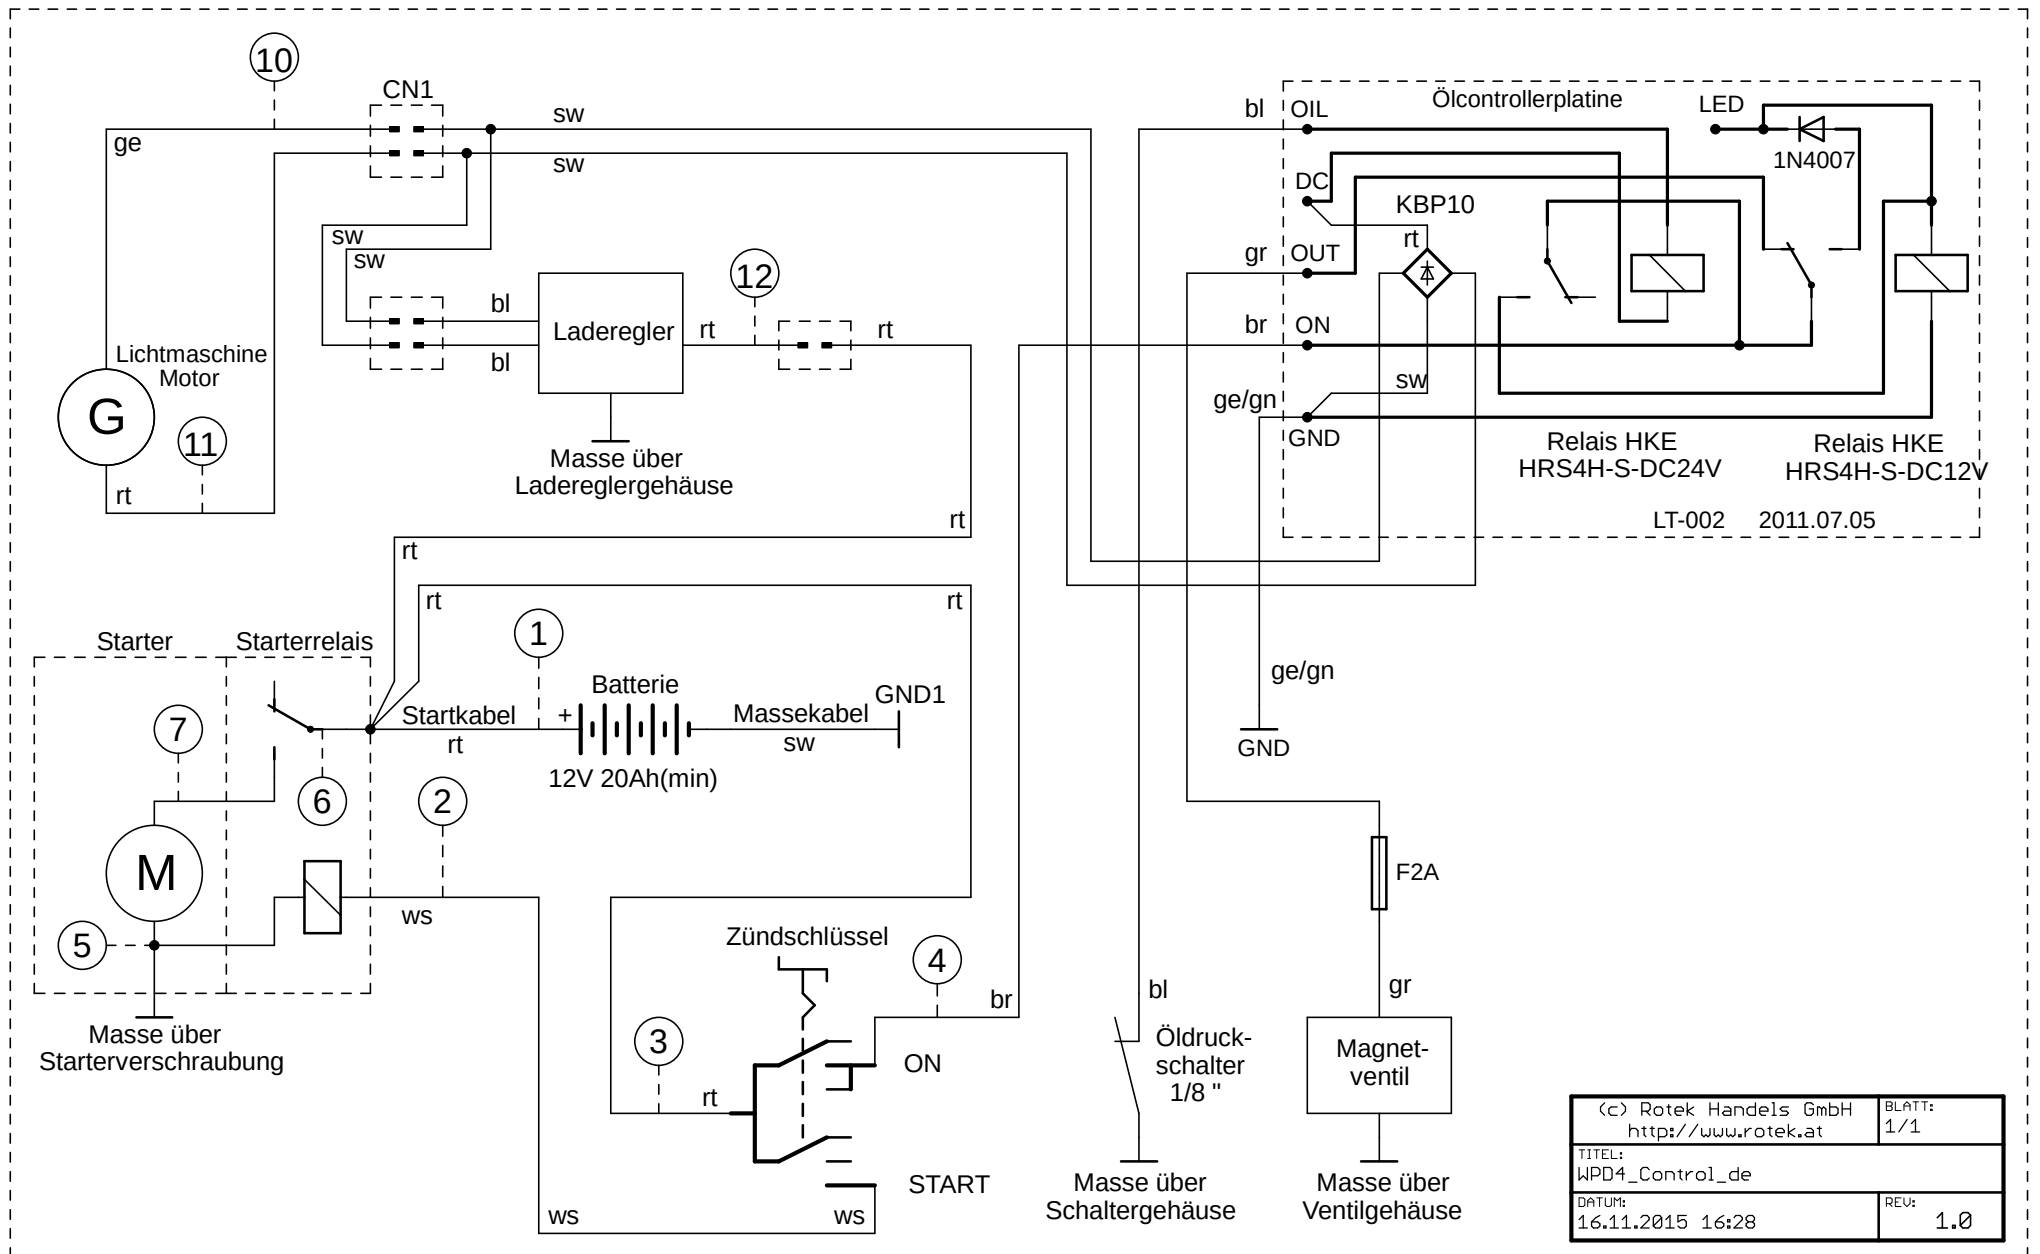 10
CN1
sw
ge
sw
sw
sw
bl
bl
Laderegler
rt
12
rt
Masse über
Ladereglergehäuse
Lichtmaschine
Motor
G
11
rt
rt
rt
rt
rt
bl
OIL
Ölcontrollerplatine
LED
1N4007
DC
KBP10
rt
gr
OUT
br
ON
sw
ge/gn
GND
Relais HKE
HRS4H-S-DC24V
Relais HKE
HRS4H-S-DC12V
LT-002
2011.07.05
Starter
Starterrelais
1
Batterie
GND1
Startkabel
+
Massekabel
rt
sw
12V 20Ah(min)
7
6
2
M
5
ws
Masse über
Starterverschraubung
ge/gn
GND
F2A
Zündschlüssel
4
br
3
rt
ON
START
ws
ws
bl
Öldruck-
schalter
1/8 "
Masse über
Schaltergehäuse
gr
Magnet-
ventil
Masse über
Ventilgehäuse
(c) Rotek Handels GmbH
http://www.rotek.at
BLATT:
1/1
TITEL:
WPD4_Control_de
DATUM:
16.11.2015 16:28
REV:
1.0